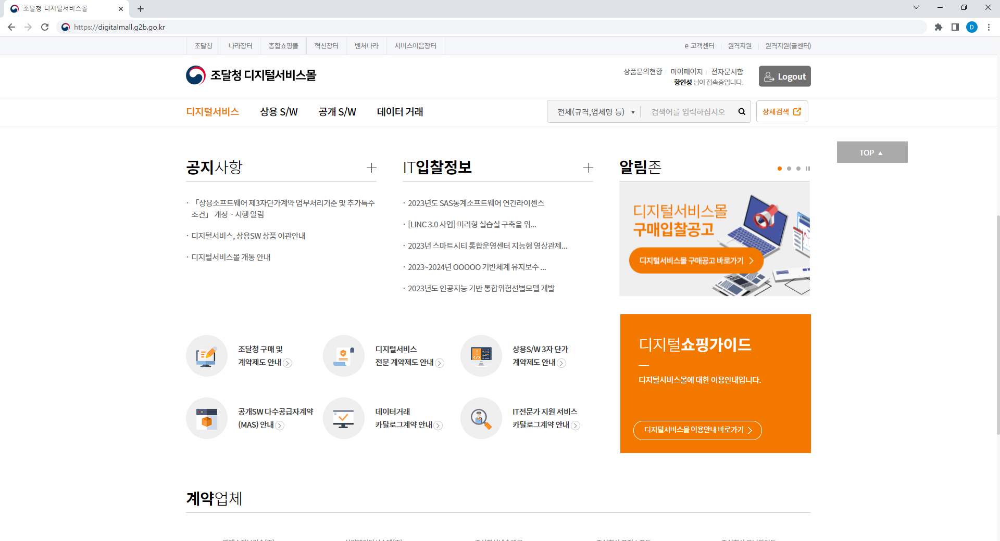 조달청 디지털서비스몰
https://digitalmall.g2b.go.kr
D
조달청 나라장터 종합쇼핑몰 혁신장터 벤처나라 서비스이음장터
e-고객센터 원격지원 원격지원(콜센터)
조달청 디지털서비스몰
상품문의현황 마이페이지 전자문서함
황인성 님이 접속중입니다.
Logout
디지털서비스 상용 S/W 공개 S/W 데이터 거래
전체(규격,업체명 등) 검색어를 입력하십시오
상세검색
TOP ▲
공지사항
· 「상용소프트웨어 제3자단가계약 업무처리기준 및 추가특수
조건」 개정 · 시행 알림
· 디지털서비스, 상용SW 상품 이관안내
· 디지털서비스몰 개통 안내
IT입찰정보
· 2023년도 SAS통계소프트웨어 연간라이센스
· [LINC 3.0 사업] 미러형 실습실 구축을 위...
· 2023년 스마트시티 통합운영센터 지능형 영상관제...
· 2023~2024년 OOOOO 기반체계 유지보수 ...
· 2023년도 인공지능 기반 통합위험선별모델 개발
알림존
디지털서비스몰
구매입찰공고
디지털서비스몰 구매공고 바로가기
조달청 구매 및
계약제도 안내
디지털서비스
전문 계약제도 안내
상용S/W 3자 단가
계약제도 안내
공개SW 다수공급자계약
(MAS) 안내
데이터거래
카탈로그계약 안내
IT전문가 지원 서비스
카탈로그계약 안내
디지털쇼핑가이드
디지털서비스몰에 대한 이용안내입니다.
디지털서비스몰 이용안내 바로가기
계약업체